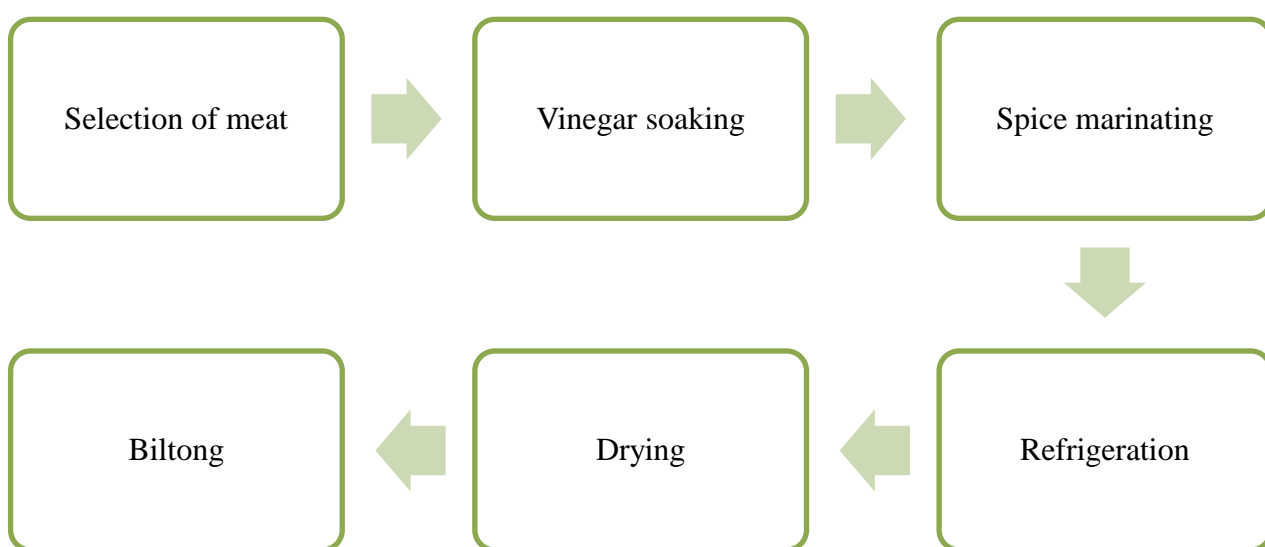 Selection of meat
Vinegar soaking
Spice marinating
Refrigeration
Drying
Biltong